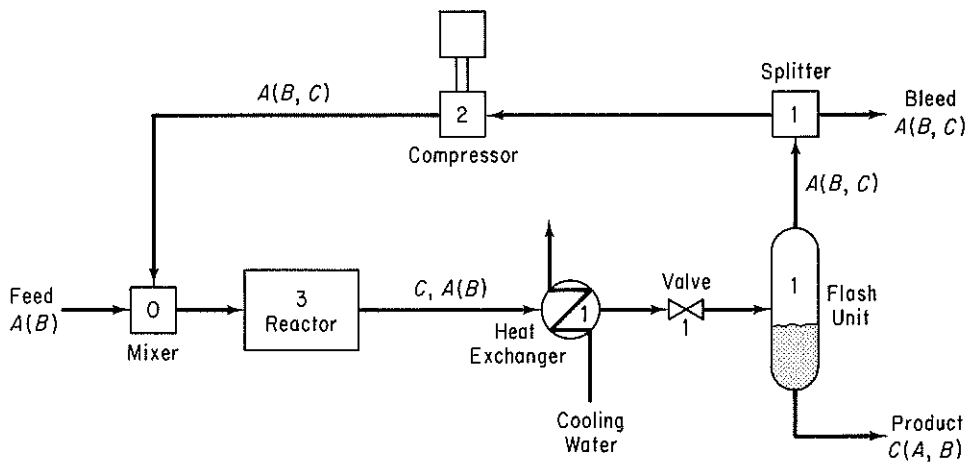 Splitter
1
Bleed
A(B, C)
A(B, C)
2
Compressor
A(B, C)
Feed
A(B)
0
Mixer
3
Reactor
C, A(B)
1
Heat
Exchanger
Cooling
Water
Valve
1
1
Flash
Unit
Product
C(A, B)